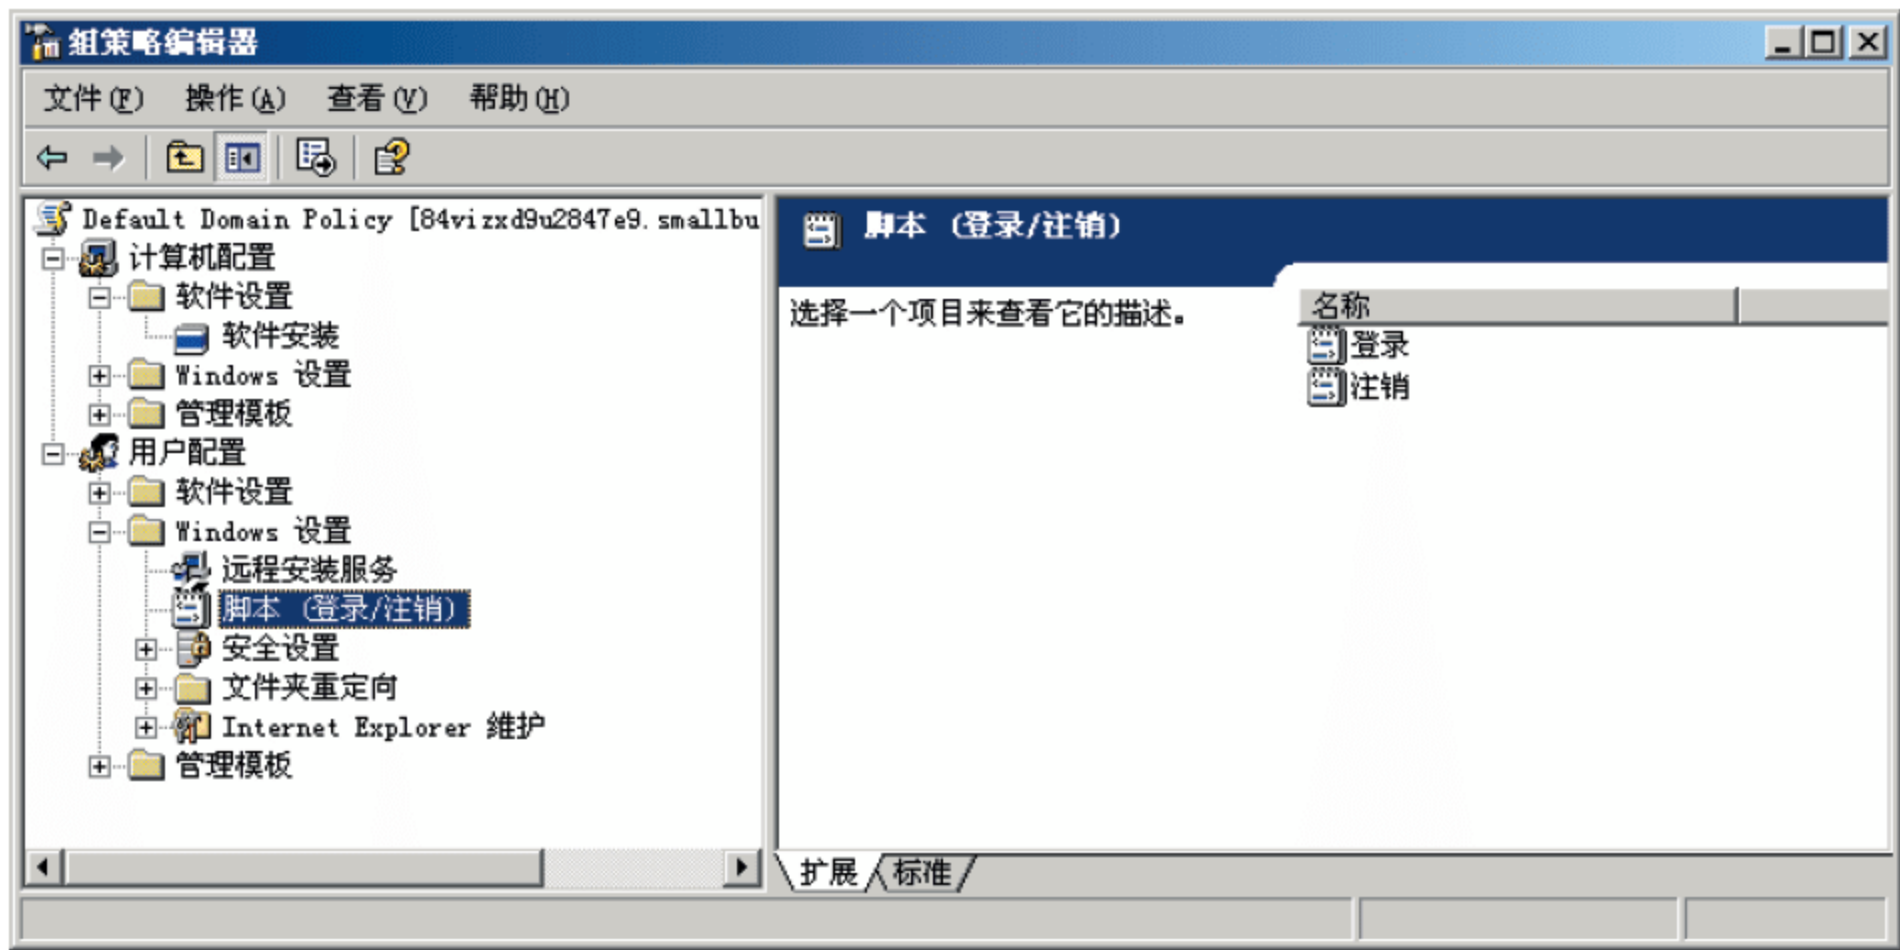 组策略编辑器
文件(F) 操作(A) 查看(V) 帮助(H)
Default Domain Policy [84vizxd9u2847e9.smallbu
计算机配置
软件设置
软件安装
Windows 设置
管理模板
用户配置
软件设置
Windows 设置
远程安装服务
脚本 (登录/注销)
安全设置
文件夹重定向
Internet Explorer 维护
管理模板
脚本 (登录/注销)
选择一个项目来查看它的描述。
名称
登录
注销
扩展 标准